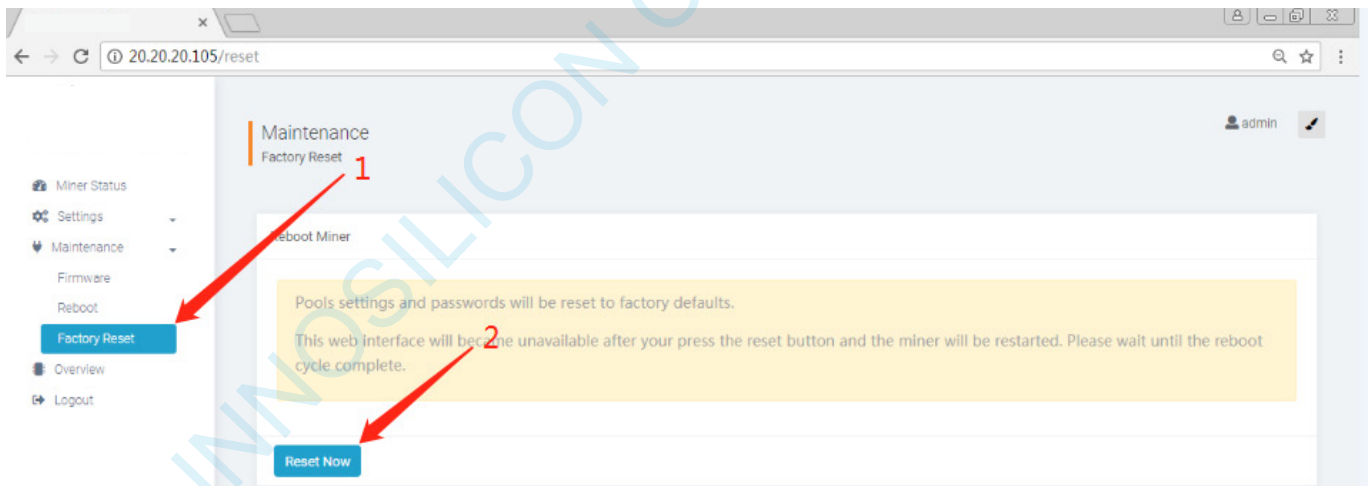 20.20.20.105/reset
admin
Maintenance
Factory Reset
1
Miner Status
Settings
Maintenance
Firmware
Reboot
Factory Reset
Overview
Logout
Reboot Miner
Pools settings and passwords will be reset to factory defaults.
2
This web interface will became unavailable after your press the reset button and the miner will be restarted. Please wait until the reboot
cycle complete.
Reset Now
INNOSILICON